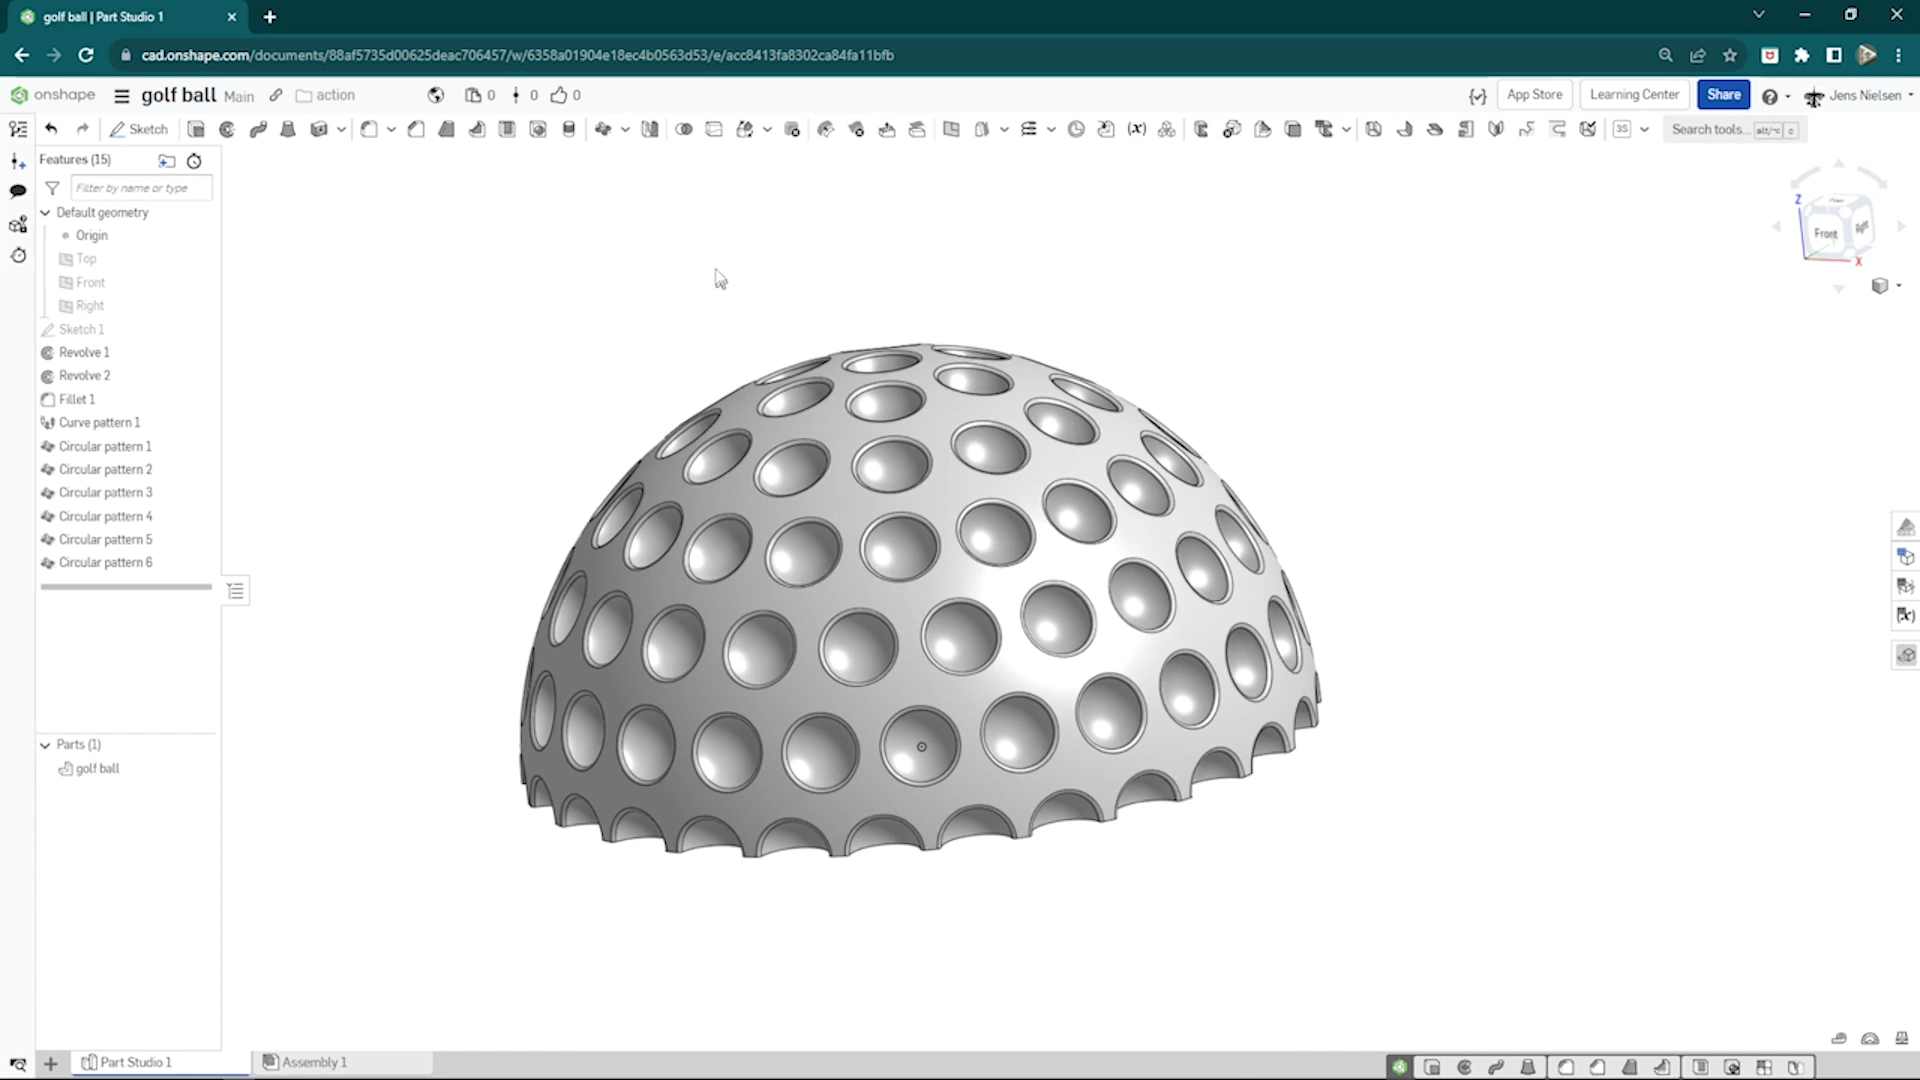 golf ball | Part Studio 1
cad.onshape.com/documents/88af5735d00625deac706457/w/6358a01904e18ec4b0563d53/e/acc8413fa8302ca84fa11bfb
onshape
golf ball Main
action
0
0
0
App Store
Learning Center
Share
Jens Nielsen
Sketch
3S
Search tools... alt/⌥ c
Features (15)
Filter by name or type
Default geometry
Origin
Top
Front
Right
Sketch 1
Revolve 1
Revolve 2
Fillet 1
Curve pattern 1
Circular pattern 1
Circular pattern 2
Circular pattern 3
Circular pattern 4
Circular pattern 5
Circular pattern 6
Parts (1)
golf ball
Z
Front
Right
X
Part Studio 1
Assembly 1